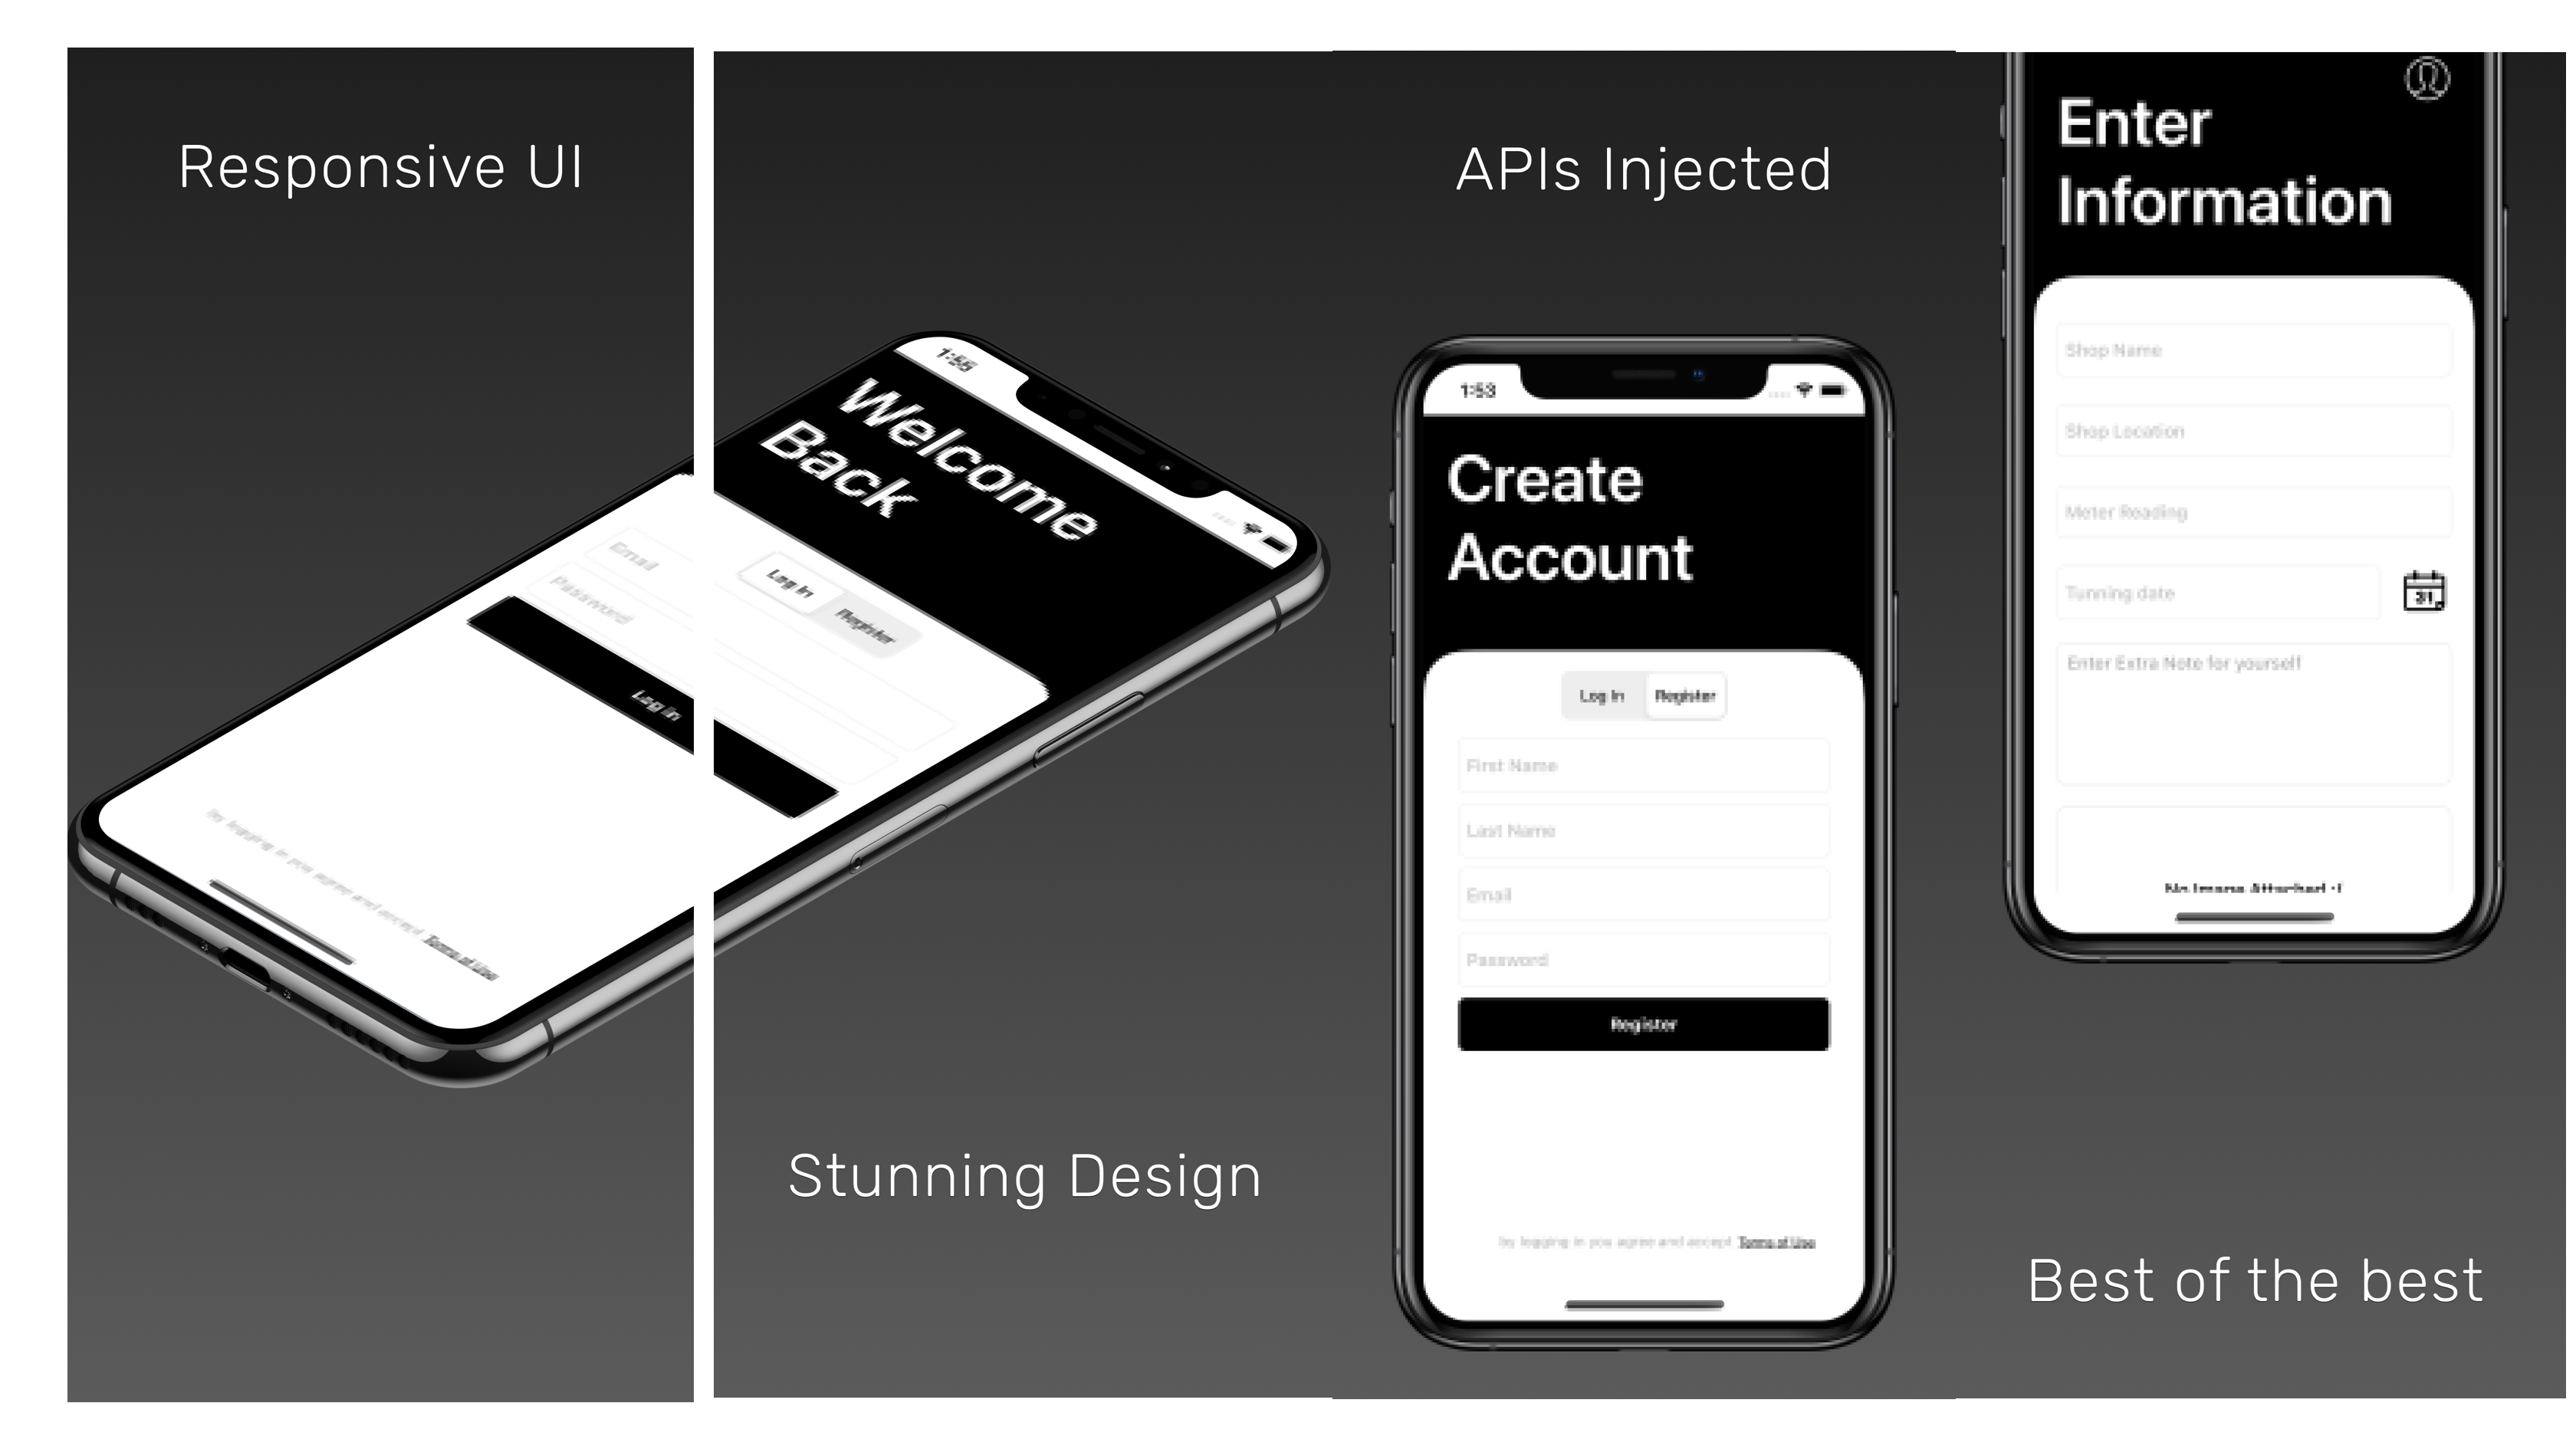 Responsive UI
1:55
Welcome
Back
Log In
Register
Email
Password
Log in
by logging in you agree and accept Terms of Use
Stunning Design
APIs Injected
1:53
Create
Account
Log In
Register
First Name
Last Name
Email
Password
Register
by logging in you agree and accept Terms of Use
Enter
Information
Shop Name
Shop Location
Meter Reading
Tunning date
31
Enter Extra Note for yourself
No Image Attached :(
Best of the best